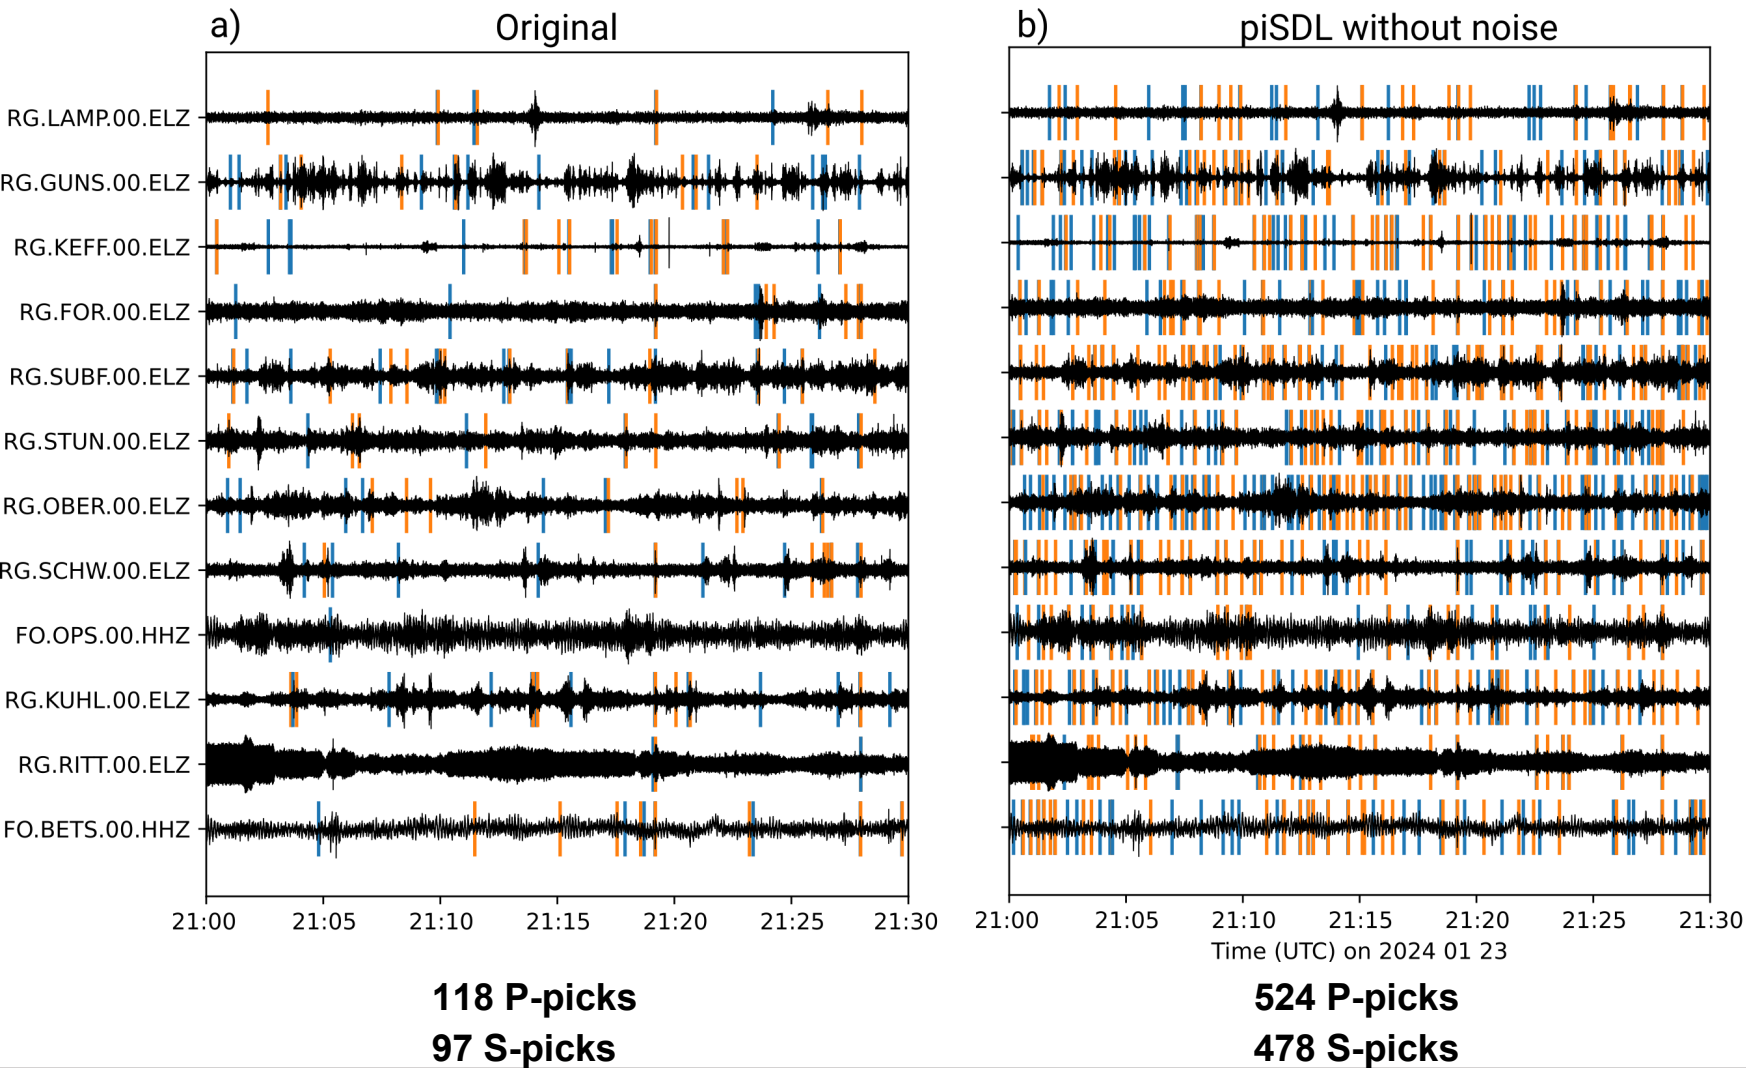 a) Original
b) piSDL without noise
RG.LAMP.00.ELZ
RG.GUNS.00.ELZ
RG.KEFF.00.ELZ
RG.FOR.00.ELZ
RG.SUBF.00.ELZ
RG.STUN.00.ELZ
RG.OBER.00.ELZ
RG.SCHW.00.ELZ
FO.OPS.00.HHZ
RG.KUHL.00.ELZ
RG.RITT.00.ELZ
FO.BETS.00.HHZ
21:00 21:05 21:10 21:15 21:20 21:25 21:30
21:00 21:05 21:10 21:15 21:20 21:25 21:30
Time (UTC) on 2024 01 23
118 P-picks
97 S-picks
524 P-picks
478 S-picks